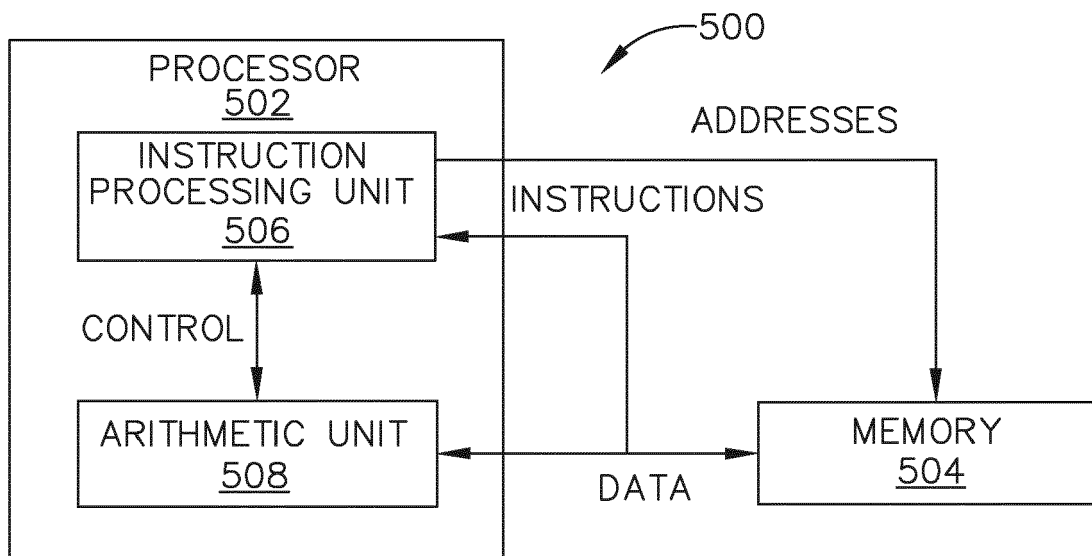 500
PROCESSOR
502
ADDRESSES
INSTRUCTION
PROCESSING UNIT
506
INSTRUCTIONS
CONTROL
ARITHMETIC UNIT
508
DATA
MEMORY
504